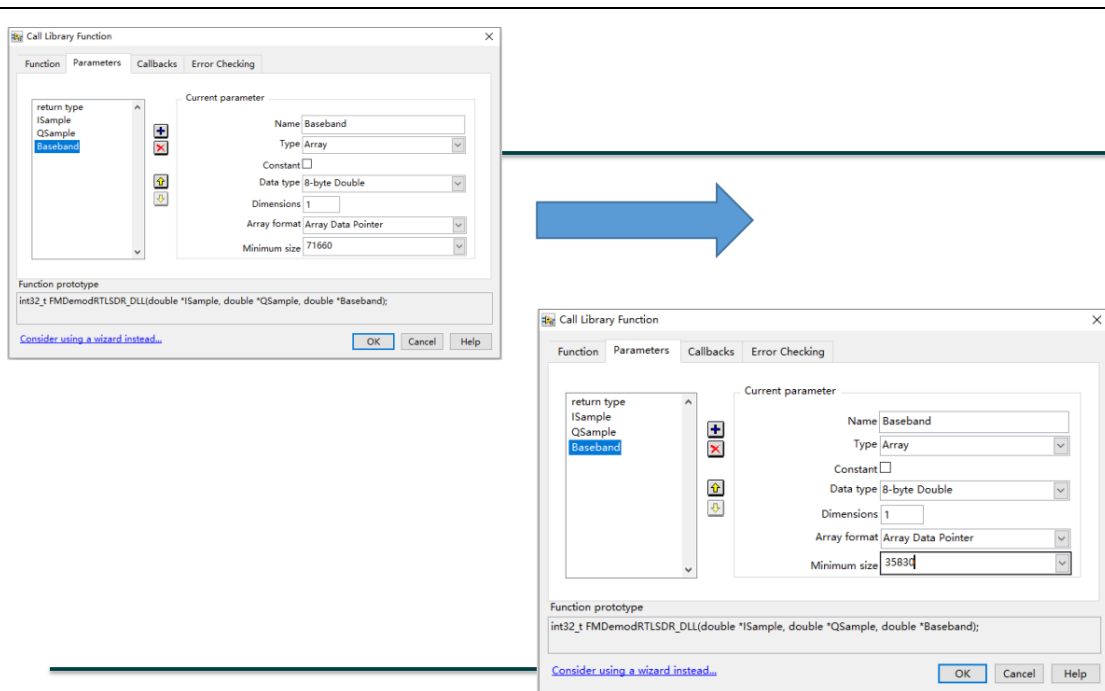 Call Library Function
Function Parameters Callbacks Error Checking
return type
ISample
QSample
Baseband
Current parameter
Name Baseband
Type Array
Constant
Data type 8-byte Double
Dimensions 1
Array format Array Data Pointer
Minimum size 71660
Function prototype
int32_t FMDemodRTLSDR_DLL(double *ISample, double *QSample, double *Baseband);
Consider using a wizard instead...
OK Cancel Help
Call Library Function
Function Parameters Callbacks Error Checking
return type
ISample
QSample
Baseband
Current parameter
Name Baseband
Type Array
Constant
Data type 8-byte Double
Dimensions 1
Array format Array Data Pointer
Minimum size 35830
Function prototype
int32_t FMDemodRTLSDR_DLL(double *ISample, double *QSample, double *Baseband);
Consider using a wizard instead...
OK Cancel Help